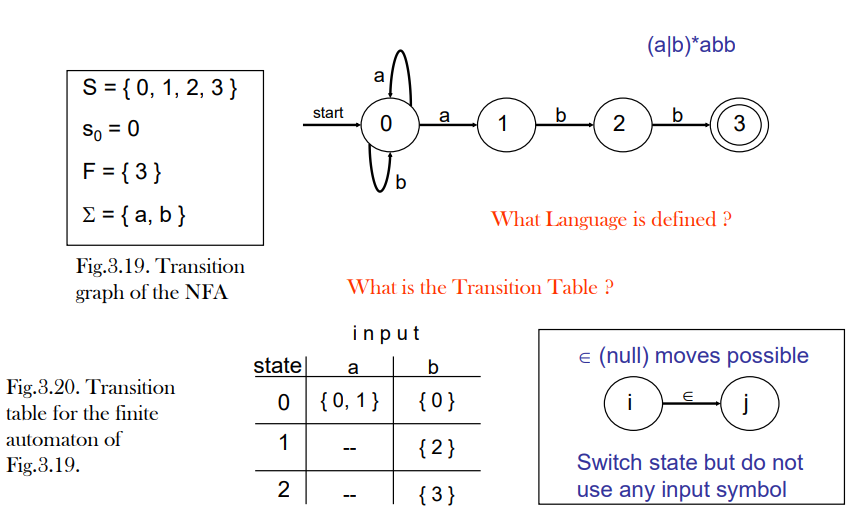 (a|b)*abb
S = { 0, 1, 2, 3 }
s0 = 0
F = { 3 }
Σ = { a, b }
Fig.3.19. Transition
graph of the NFA
start
a
b
0
a
1
b
2
b
3
What Language is defined ?
What is the Transition Table ?
input
state a b
0 { 0, 1 } { 0 }
1 -- { 2 }
2 -- { 3 }
Fig.3.20. Transition
table for the finite
automaton of
Fig.3.19.
∈ (null) moves possible
i ∈ j
Switch state but do not
use any input symbol